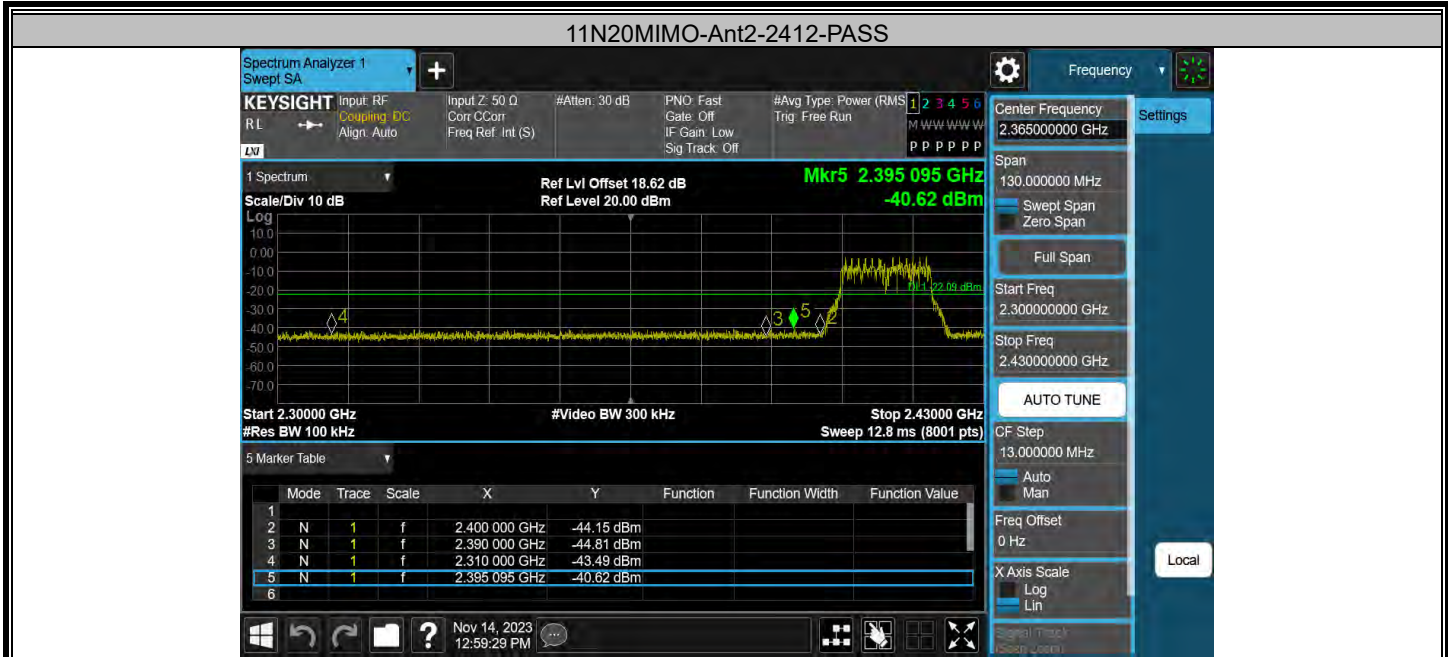 11N20MIMO-Ant2-2412-PASS
Spectrum Analyzer 1
Swept SA
+
Frequency
KEYSIGHT
RL
LXI
Input: RF
Coupling: DC
Align: Auto
Input Z: 50 Ω
Corr CCorr
Freq Ref: Int (S)
#Atten: 30 dB
PNO: Fast
Gate: Off
IF Gain: Low
Sig Track: Off
#Avg Type: Power (RMS
Trig: Free Run
1 2 3 4 5 6
M W W W W W
P P P P P P
1 Spectrum
Scale/Div 10 dB
Ref Lvl Offset 18.62 dB
Ref Level 20.00 dBm
Mkr5 2.395 095 GHz
-40.62 dBm
Log
10.0
0.00
-10.0
-20.0
-30.0
-40.0
-50.0
-60.0
-70.0
DL1 -22.09 dBm
4
3
5
2
Start 2.30000 GHz
#Res BW 100 kHz
#Video BW 300 kHz
Stop 2.43000 GHz
Sweep 12.8 ms (8001 pts)
5 Marker Table
Mode Trace Scale X Y Function Function Width Function Value
1
2 N 1 f 2.400 000 GHz -44.15 dBm
3 N 1 f 2.390 000 GHz -44.81 dBm
4 N 1 f 2.310 000 GHz -43.49 dBm
5 N 1 f 2.395 095 GHz -40.62 dBm
6
?
Nov 14, 2023
12:59:29 PM
Center Frequency
2.365000000 GHz
Span
130.000000 MHz
Swept Span
Zero Span
Full Span
Start Freq
2.300000000 GHz
Stop Freq
2.430000000 GHz
AUTO TUNE
CF Step
13.000000 MHz
Auto
Man
Freq Offset
0 Hz
X Axis Scale
Log
Lin
Signal Track
(Span Zoom)
Settings
Local